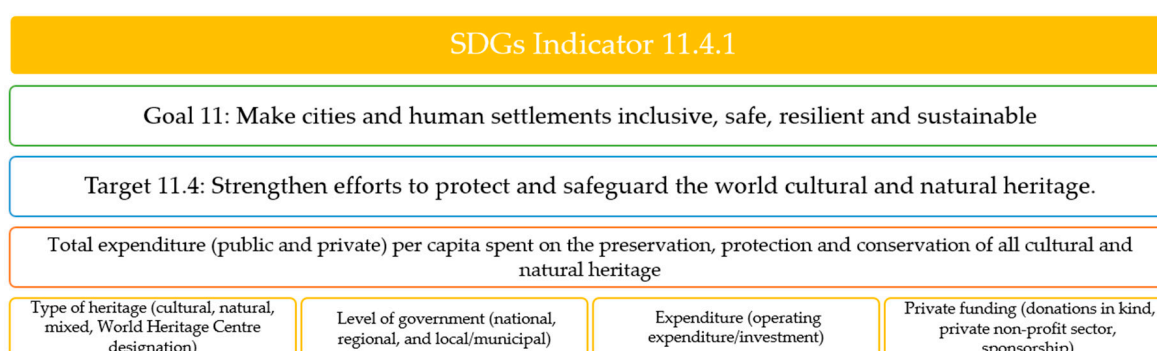 SDGs Indicator 11.4.1
Goal 11: Make cities and human settlements inclusive, safe, resilient and sustainable
Target 11.4: Strengthen efforts to protect and safeguard the world cultural and natural heritage.
Total expenditure (public and private) per capita spent on the preservation, protection and conservation of all cultural and
natural heritage
Type of heritage (cultural, natural,
mixed, World Heritage Centre
designation)
Level of government (national,
regional, and local/municipal)
Expenditure (operating
expenditure/investment)
Private funding (donations in kind,
private non-profit sector,
sponsorship)